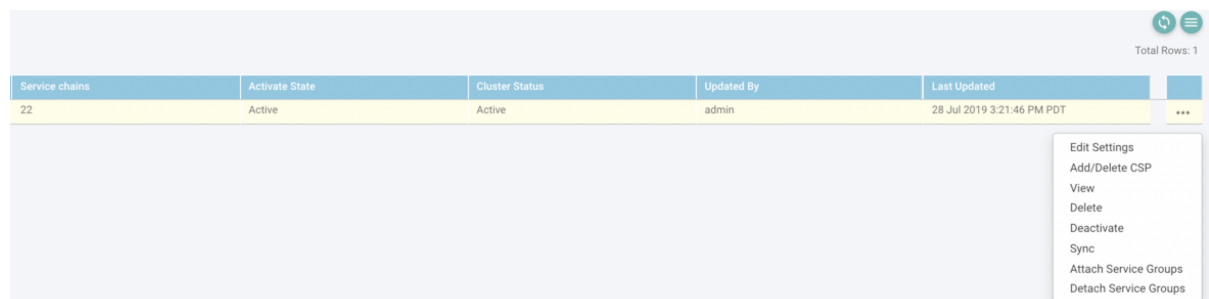 Total Rows: 1
Service chains Activate State Cluster Status Updated By Last Updated
22 Active Active admin 28 Jul 2019 3:21:46 PM PDT
Edit Settings
Add/Delete CSP
View
Delete
Deactivate
Sync
Attach Service Groups
Detach Service Groups